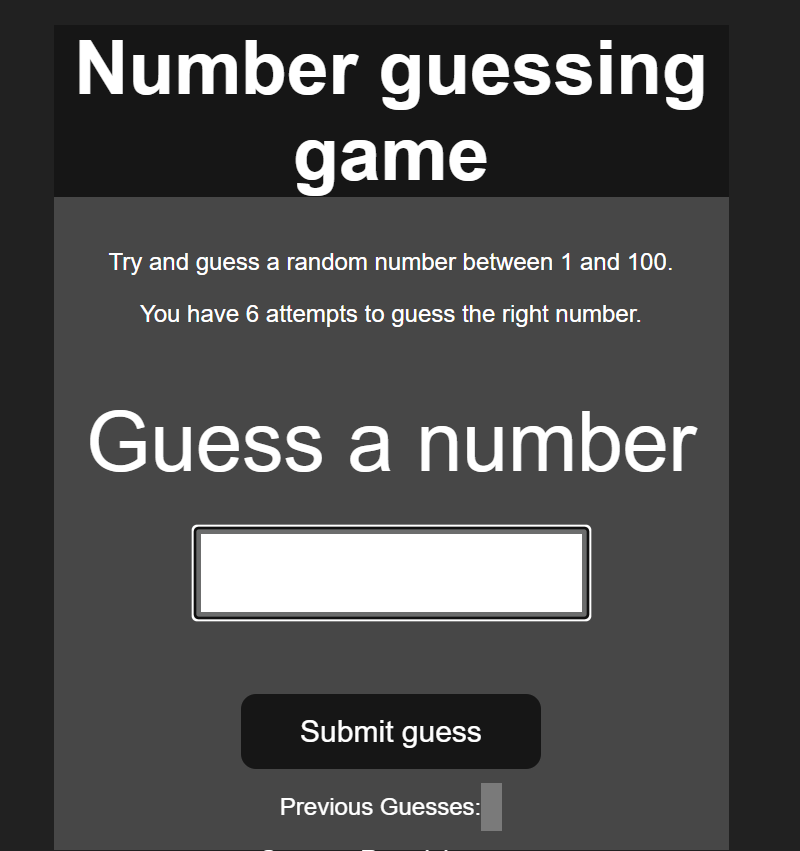 Number guessing
game
Try and guess a random number between 1 and 100.
You have 6 attempts to guess the right number.
Guess a number
Submit guess
Previous Guesses: